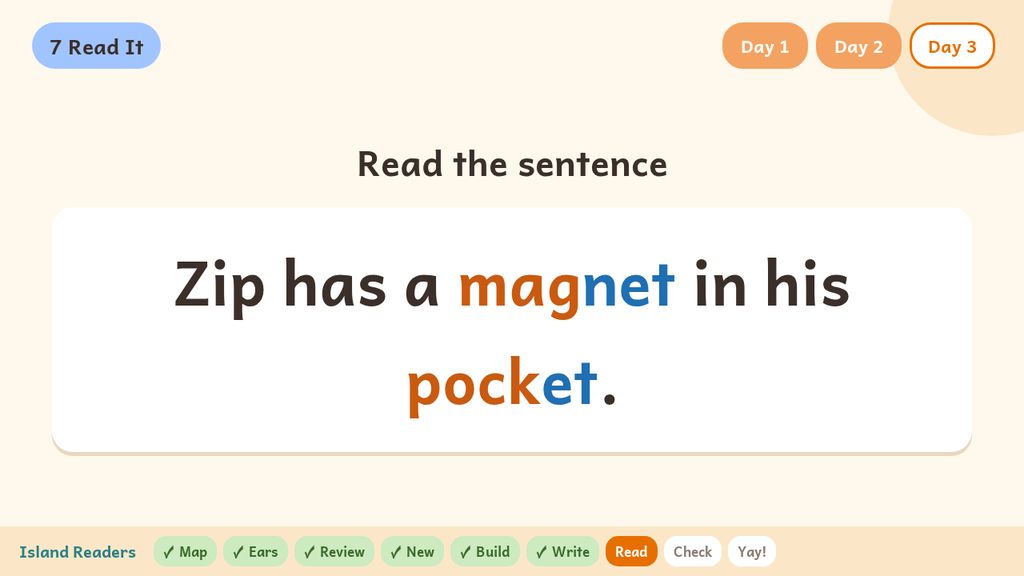 7 Read It
Day 1
Day 2
Day 3
Read the sentence
Zip has a magnet in his
pocket.
Island Readers
✓ Map
✓ Ears
✓ Review
✓ New
✓ Build
✓ Write
Read
Check
Yay!